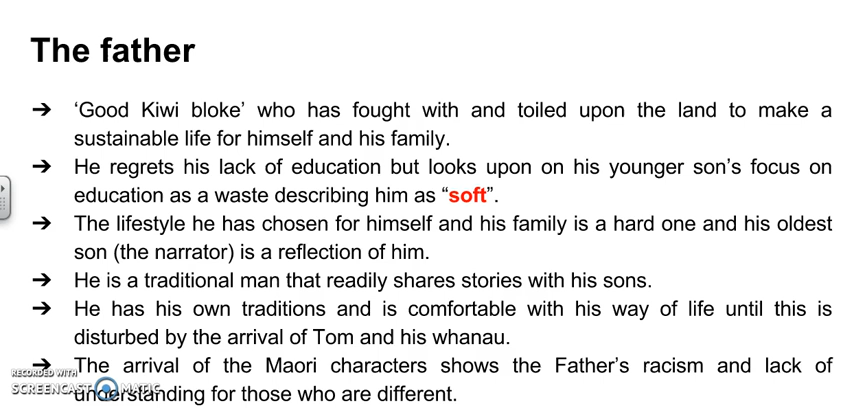 The father
➔ ‘Good Kiwi bloke’ who has fought with and toiled upon the land to make a
sustainable life for himself and his family.
➔ He regrets his lack of education but looks upon on his younger son’s focus on
education as a waste describing him as “soft”.
➔ The lifestyle he has chosen for himself and his family is a hard one and his oldest
son (the narrator) is a reflection of him.
➔ He is a traditional man that readily shares stories with his sons.
➔ He has his own traditions and is comfortable with his way of life until this is
disturbed by the arrival of Tom and his whanau.
➔ The arrival of the Maori characters shows the Father’s racism and lack of
understanding for those who are different.
RECORDED WITH
SCREENCAST MATIC